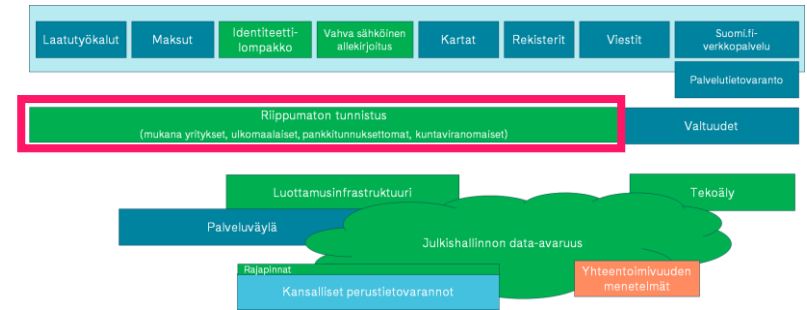 Laatutyökalut
Maksut
Identiteetti-
lompakko
Vahva sähköinen
allekirjoitus
Kartat
Rekisterit
Viestit
Suomi.fi-
verkkopalvelu
Palvelutietovaranto
Riippumaton tunnistus
(mukana yritykset, ulkomaalaiset, pankkitunnuksettomat, kuntaviranomaiset)
Valtuudet
Luottamusinfrastruktuuri
Tekoäly
Palveluväylä
Julkishallinnon data-avaruus
Rajapinnat
Kansalliset perustietovarannot
Yhteentoimivuuden
menetelmät